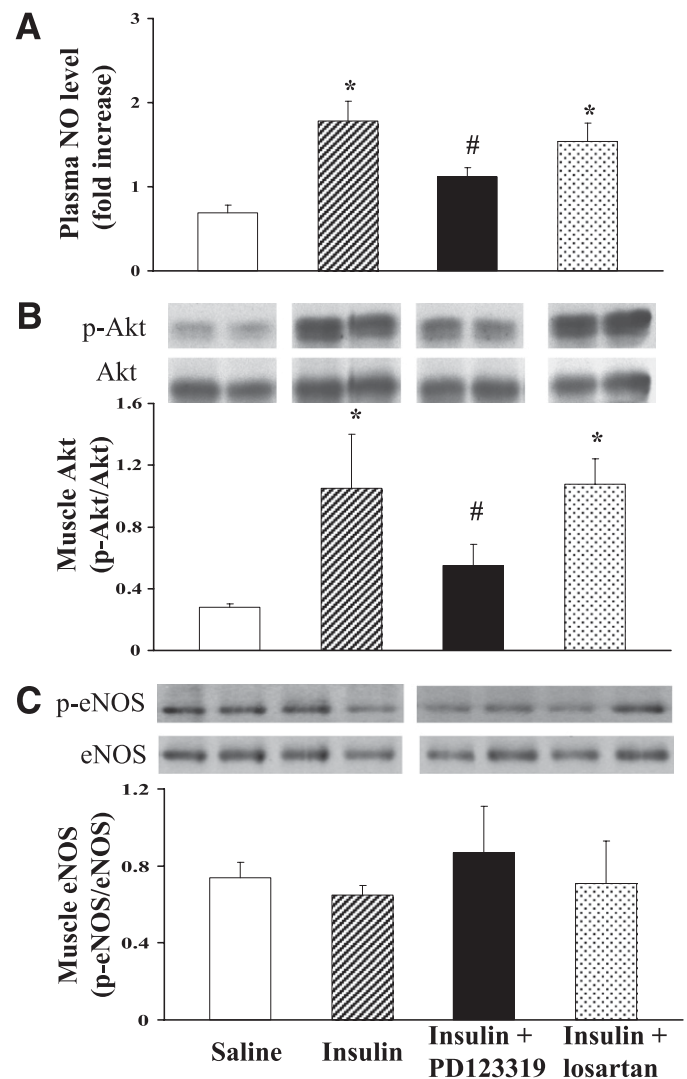 A
Plasma NO level
(fold increase)
3
2
1
0
*
#
*
B
p-Akt
Akt
Muscle Akt
(p-Akt/Akt)
1.6
1.2
0.8
0.4
0
*
#
*
C
p-eNOS
eNOS
Muscle eNOS
(p-eNOS/eNOS)
1.2
0.8
0.4
0
Saline
Insulin
Insulin +
PD123319
Insulin +
losartan